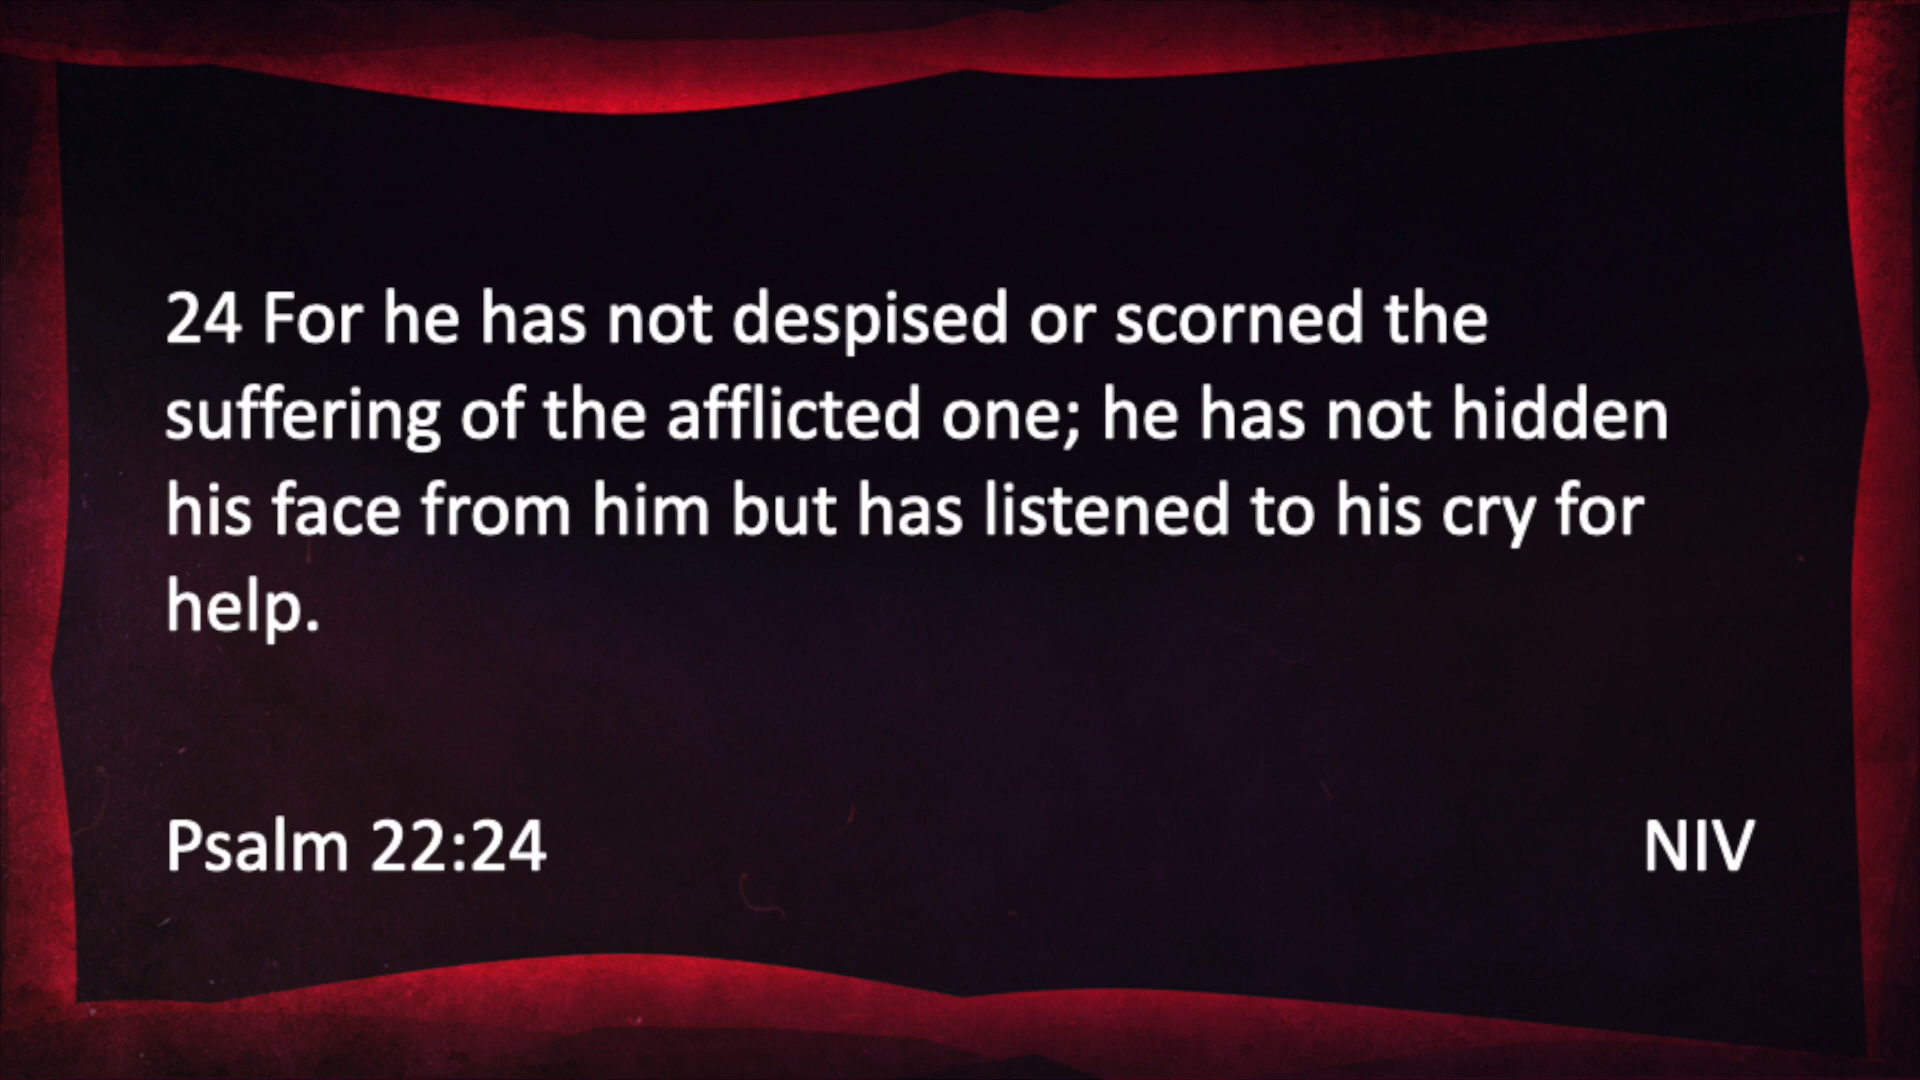 24 For he has not despised or scorned the
suffering of the afflicted one; he has not hidden
his face from him but has listened to his cry for
help.
Psalm 22:24
NIV